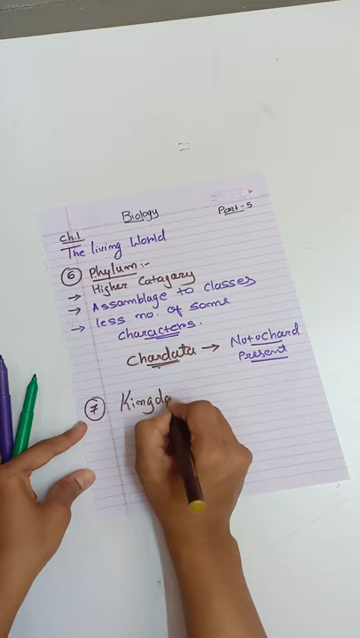 Biology
Part-5
Ch.1
The living World
6 Phylum:-
→ Higher Catagary
→ Assamblage to classes
→ less no. of some
characters.
Chordata → Notochard
Present
7 Kingdo